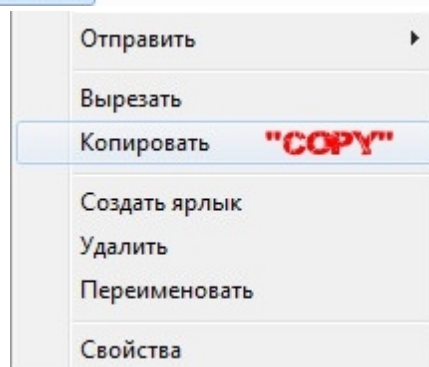 Отправить
Вырезать
Копировать "COPY"
Создать ярлык
Удалить
Переименовать
Свойства